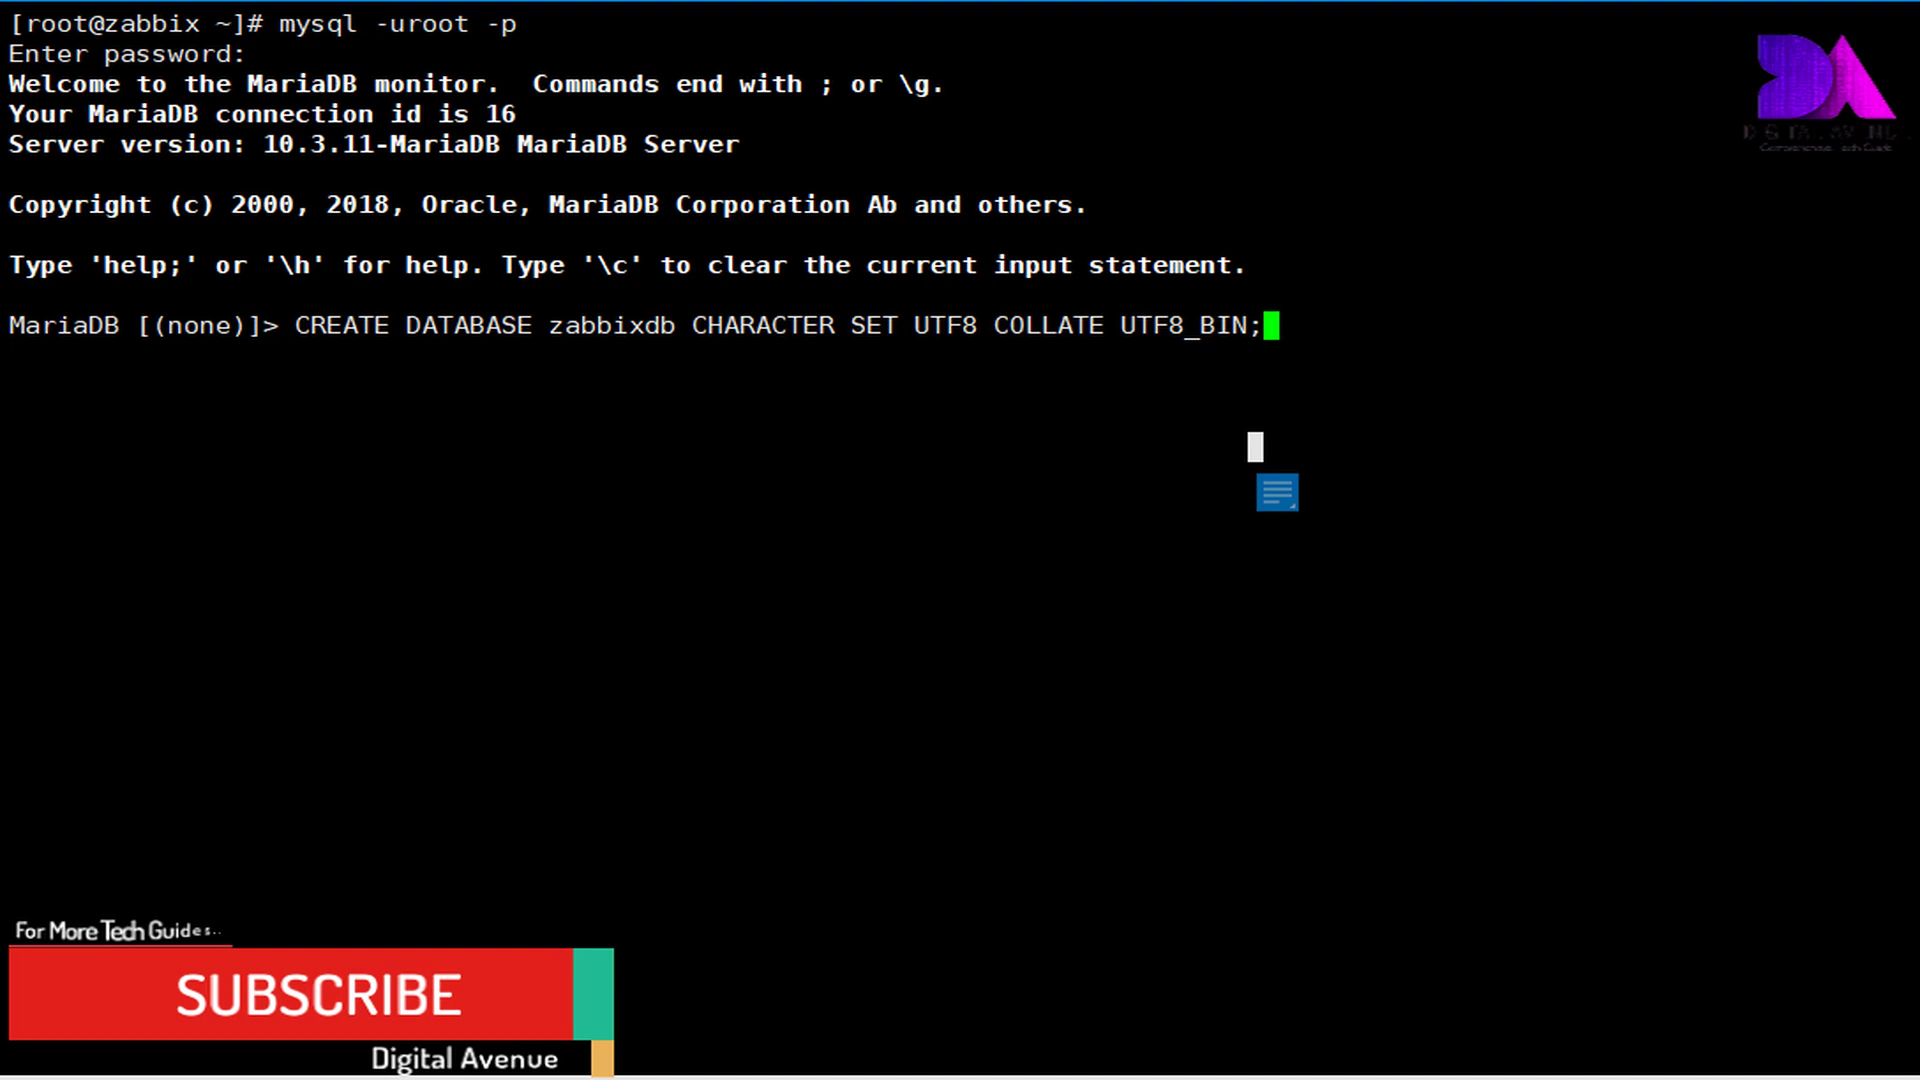 [root@zabbix ~]# mysql -uroot -p
Enter password:
Welcome to the MariaDB monitor.  Commands end with ; or \g.
Your MariaDB connection id is 16
Server version: 10.3.11-MariaDB MariaDB Server
Copyright (c) 2000, 2018, Oracle, MariaDB Corporation Ab and others.
Type 'help;' or '\h' for help. Type '\c' to clear the current input statement.
MariaDB [(none)]> CREATE DATABASE zabbixdb CHARACTER SET UTF8 COLLATE UTF8_BIN;
For More Tech Guides..
SUBSCRIBE
Digital Avenue